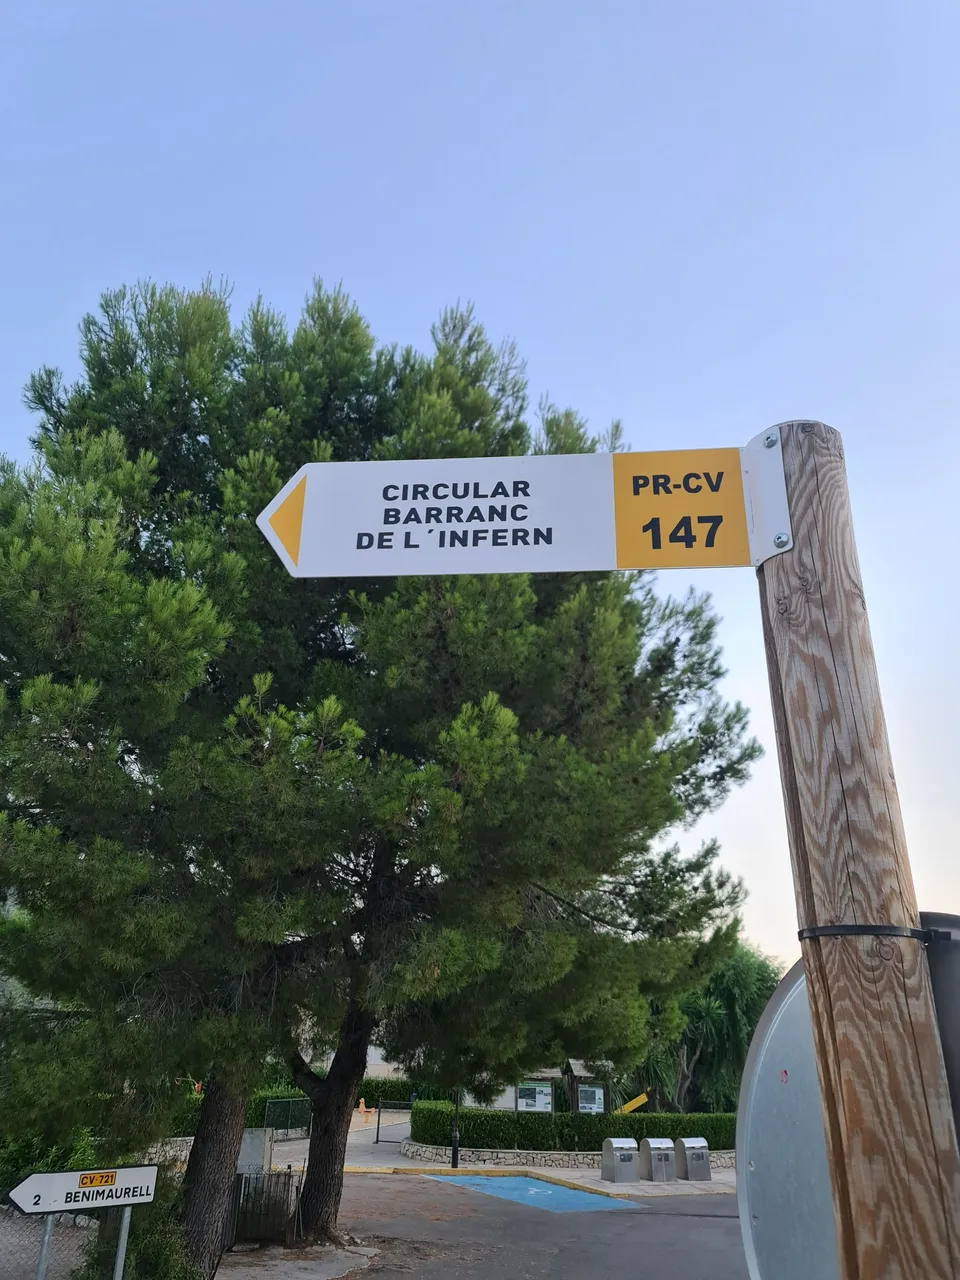 CIRCULAR
BARRANC
DE L´INFERN
PR-CV
147
CV-721
2 BENIMAURELL